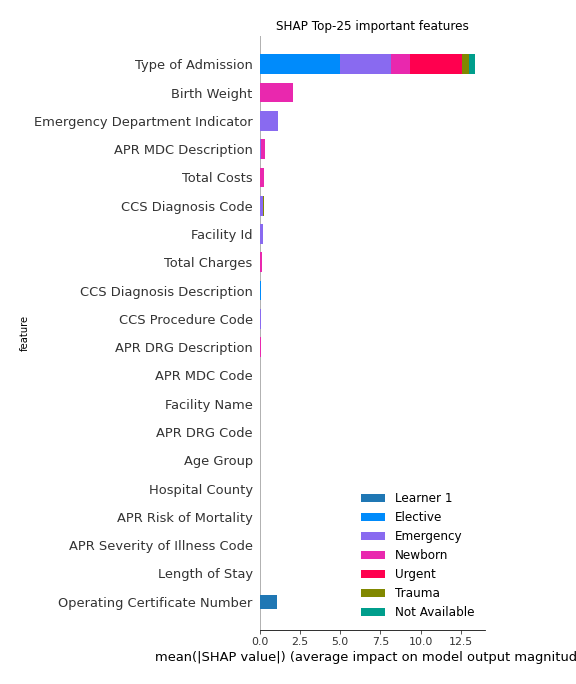 SHAP Top-25 important features
Type of Admission
Birth Weight
Emergency Department Indicator
APR MDC Description
Total Costs
CCS Diagnosis Code
Facility Id
Total Charges
CCS Diagnosis Description
CCS Procedure Code
APR DRG Description
APR MDC Code
Facility Name
APR DRG Code
Age Group
Hospital County
APR Risk of Mortality
APR Severity of Illness Code
Length of Stay
Operating Certificate Number
feature
Learner 1
Elective
Emergency
Newborn
Urgent
Trauma
Not Available
0.0 2.5 5.0 7.5 10.0 12.5
mean(|SHAP value|) (average impact on model output magnitud